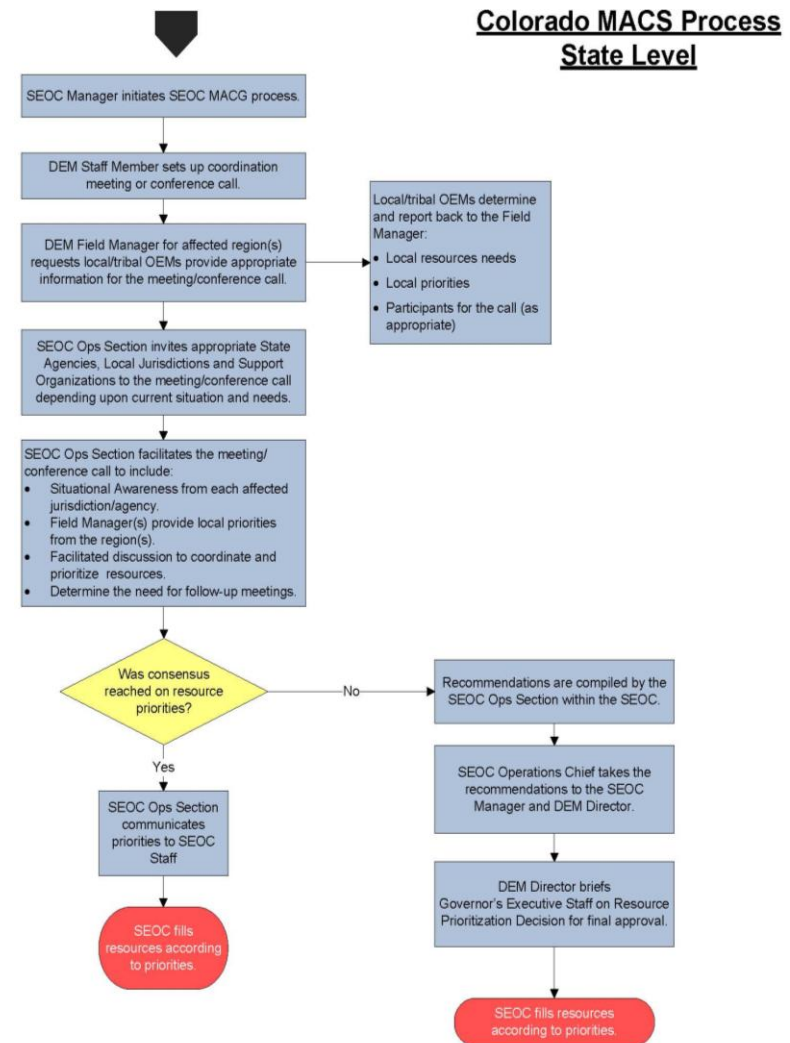 Colorado MACS Process
State Level
SEOC Manager initiates SEOC MACG process.
DEM Staff Member sets up coordination
meeting or conference call.
DEM Field Manager for affected region(s)
requests local/tribal OEMs provide appropriate
information for the meeting/conference call.
Local/tribal OEMs determine
and report back to the Field
Manager:
• Local resources needs
• Local priorities
• Participants for the call (as
appropriate)
SEOC Ops Section invites appropriate State
Agencies, Local Jurisdictions and Support
Organizations to the meeting/conference call
depending upon current situation and needs.
SEOC Ops Section facilitates the meeting/
conference call to include:
• Situational Awareness from each affected
jurisdiction/agency.
• Field Manager(s) provide local priorities
from the region(s).
• Facilitated discussion to coordinate and
prioritize resources.
• Determine the need for follow-up meetings.
Was consensus
reached on resource
priorities?
No
Recommendations are compiled by the
SEOC Ops Section within the SEOC.
SEOC Operations Chief takes the
recommendations to the SEOC
Manager and DEM Director.
DEM Director briefs
Governor's Executive Staff on Resource
Prioritization Decision for final approval.
SEOC fills resources
according to priorities.
Yes
SEOC Ops Section
communicates
priorities to SEOC
Staff
SEOC fills
resources according
to priorities.